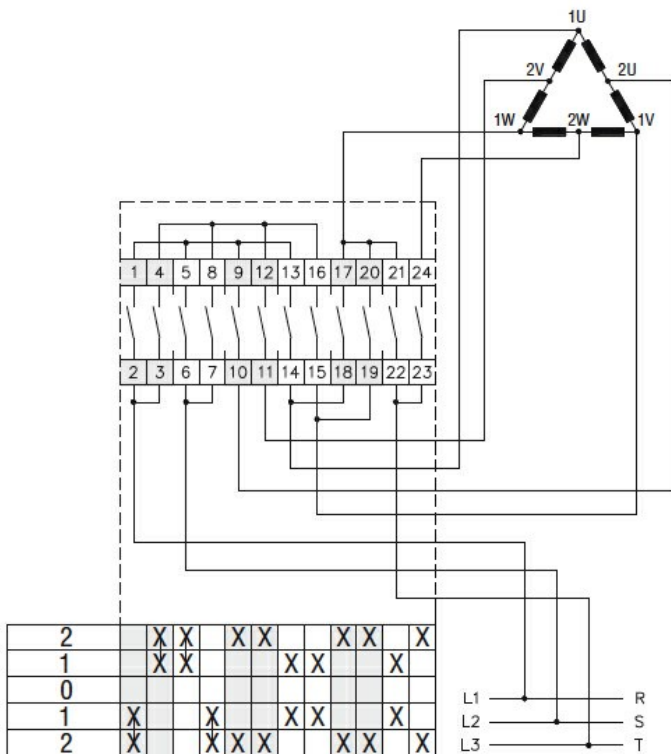 1U
2V 2U
1W 2W 1V
1 4 5 8 9 12 13 16 17 20 21 24
2 3 6 7 10 11 14 15 18 19 22 23
2 X X X X X X X
1 X X X X X
0
1 X X X X X
2 X X X X X X X
L1 R
L2 S
L3 T